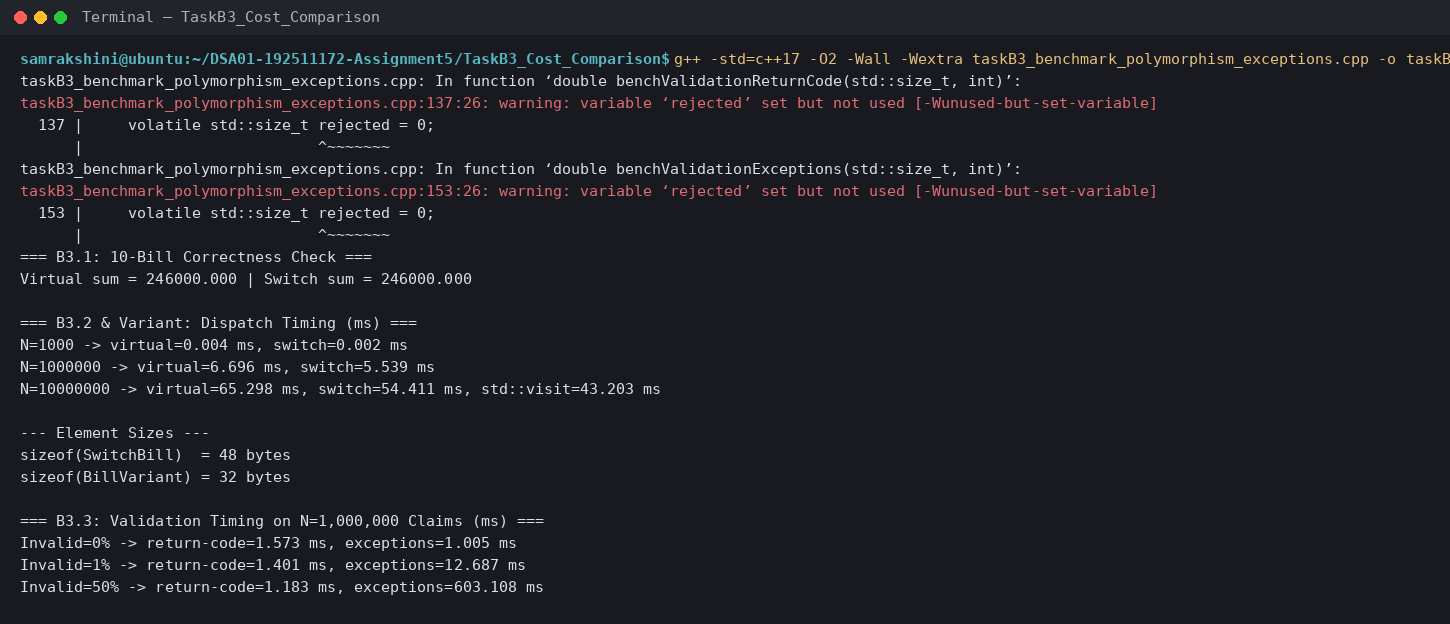 Terminal — TaskB3_Cost_Comparison
samrakshini@ubuntu:~/DSA01-192511172-Assignment5/TaskB3_Cost_Comparison$ g++ -std=c++17 -O2 -Wall -Wextra taskB3_benchmark_polymorphism_exceptions.cpp -o taskB
taskB3_benchmark_polymorphism_exceptions.cpp: In function ‘double benchValidationReturnCode(std::size_t, int)’:
taskB3_benchmark_polymorphism_exceptions.cpp:137:26: warning: variable ‘rejected’ set but not used [-Wunused-but-set-variable]
  137 |     volatile std::size_t rejected = 0;
      |                          ^~~~~~~~
taskB3_benchmark_polymorphism_exceptions.cpp: In function ‘double benchValidationExceptions(std::size_t, int)’:
taskB3_benchmark_polymorphism_exceptions.cpp:153:26: warning: variable ‘rejected’ set but not used [-Wunused-but-set-variable]
  153 |     volatile std::size_t rejected = 0;
      |                          ^~~~~~~~
=== B3.1: 10-Bill Correctness Check ===
Virtual sum = 246000.000 | Switch sum = 246000.000
=== B3.2 & Variant: Dispatch Timing (ms) ===
N=1000 -> virtual=0.004 ms, switch=0.002 ms
N=1000000 -> virtual=6.696 ms, switch=5.539 ms
N=10000000 -> virtual=65.298 ms, switch=54.411 ms, std::visit=43.203 ms
--- Element Sizes ---
sizeof(SwitchBill)  = 48 bytes
sizeof(BillVariant) = 32 bytes
=== B3.3: Validation Timing on N=1,000,000 Claims (ms) ===
Invalid=0% -> return-code=1.573 ms, exceptions=1.005 ms
Invalid=1% -> return-code=1.401 ms, exceptions=12.687 ms
Invalid=50% -> return-code=1.183 ms, exceptions=603.108 ms